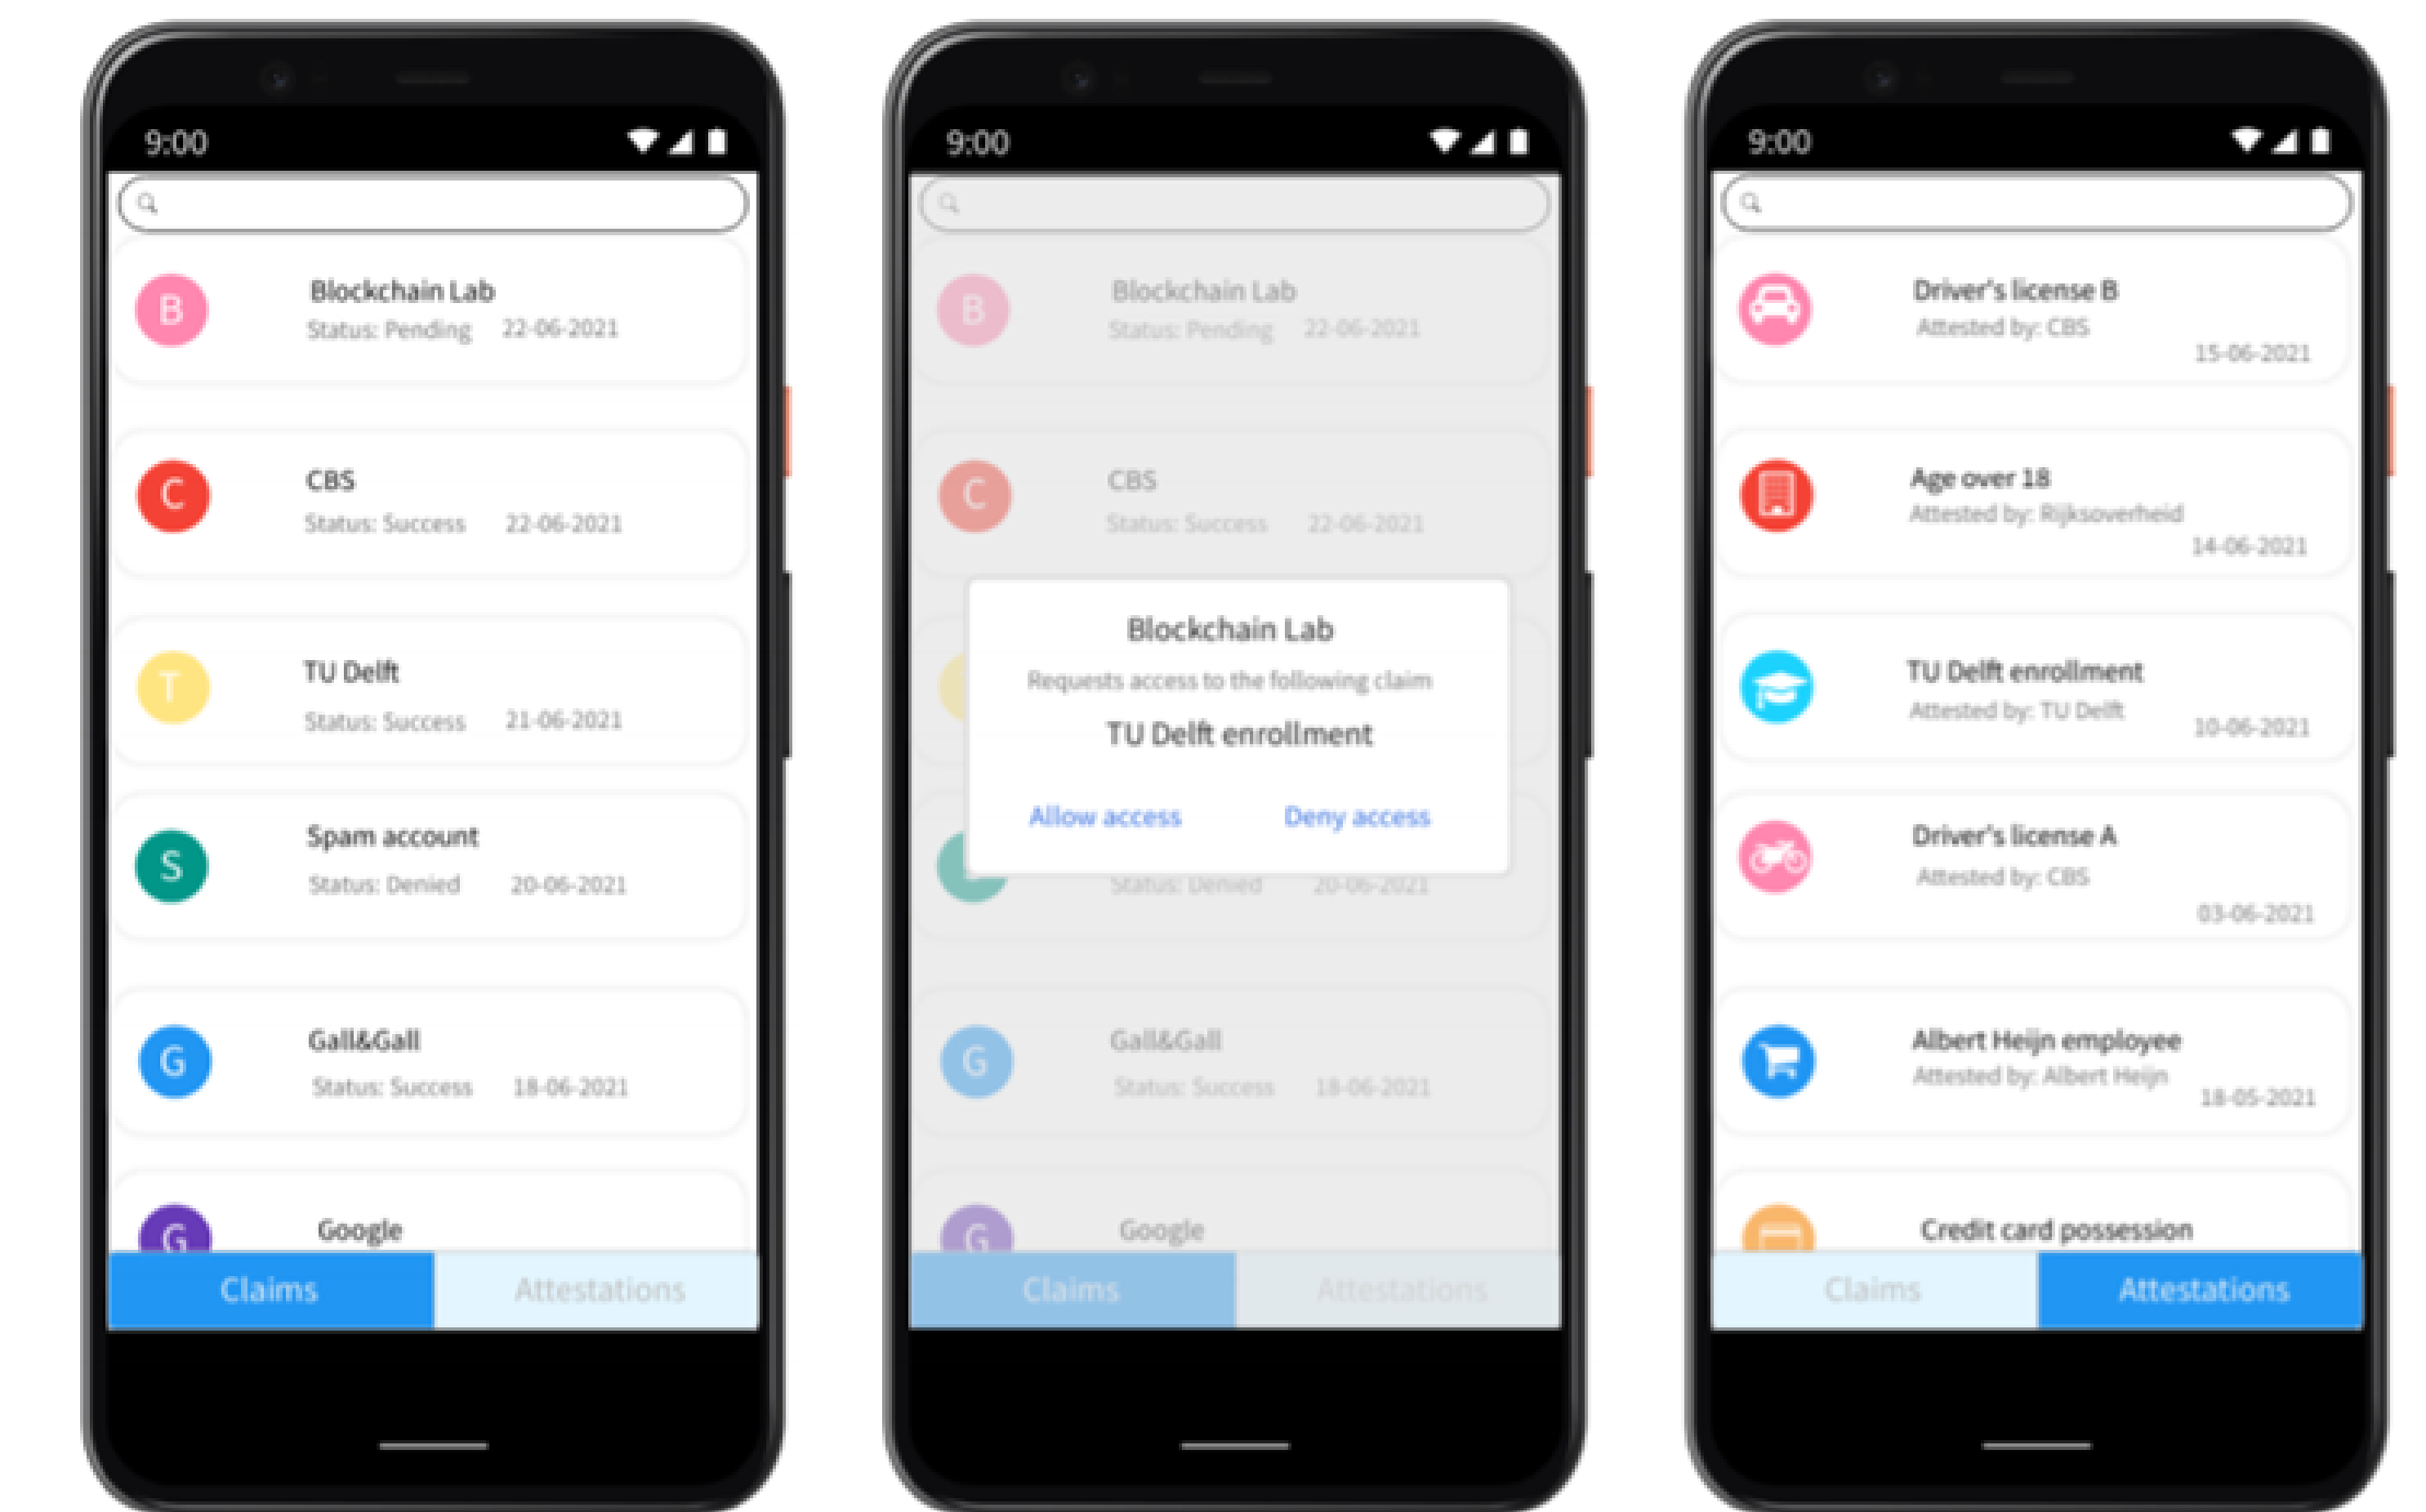 9:00
B
Blockchain Lab
Status: Pending 22-06-2021
C
CBS
Status: Success 22-06-2021
T
TU Delft
Status: Success 21-06-2021
S
Spam account
Status: Denied 20-06-2021
G
Gall&Gall
Status: Success 18-06-2021
G
Google
Claims Attestations
9:00
B
Blockchain Lab
Status: Pending 22-06-2021
C
CBS
Status: Success 22-06-2021
Blockchain Lab
Requests access to the following claim
TU Delft enrollment
Allow access Deny access
Status: Denied 20-06-2021
G
Gall&Gall
Status: Success 18-06-2021
G
Google
Claims Attestations
9:00
Driver's license B
Attested by: CBS
15-06-2021
Age over 18
Attested by: Rijksoverheid
14-06-2021
TU Delft enrollment
Attested by: TU Delft
10-06-2021
Driver's license A
Attested by: CBS
03-06-2021
Albert Heijn employee
Attested by: Albert Heijn
18-05-2021
Credit card possession
Claims Attestations